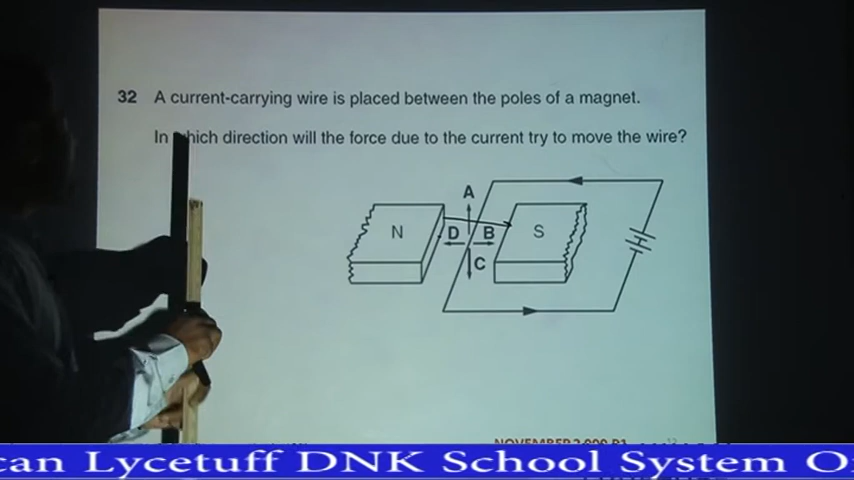 32 A current-carrying wire is placed between the poles of a magnet.
In which direction will the force due to the current try to move the wire?
A
N
D
B
S
C
can Lycetuff DNK School System O